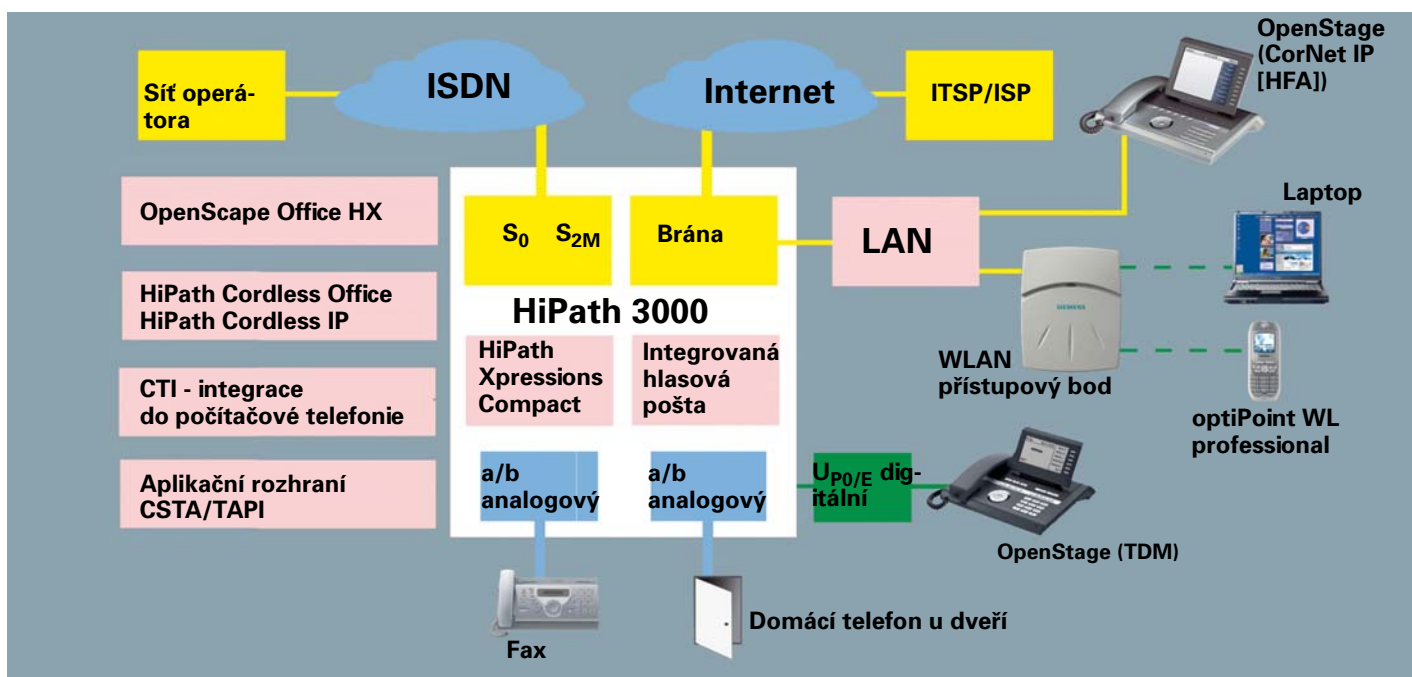 OpenStage
(CorNet IP
[HFA])
Síť operá-
tora
ISDN
Internet
ITSP/ISP
OpenScape Office HX
S0 S2M
Brána
LAN
Laptop
HiPath Cordless Office
HiPath Cordless IP
HiPath 3000
SIEMENS
HiPath
Xpressions
Compact
Integrovaná
hlasová
pošta
WLAN
přístupový bod
CTI - integrace
do počítačové telefonie
optiPoint WL
professional
Aplikační rozhraní
CSTA/TAPI
a/b
analogový
a/b
analogový
UP0/E dig-
itální
OpenStage (TDM)
Fax
Domácí telefon u dveří